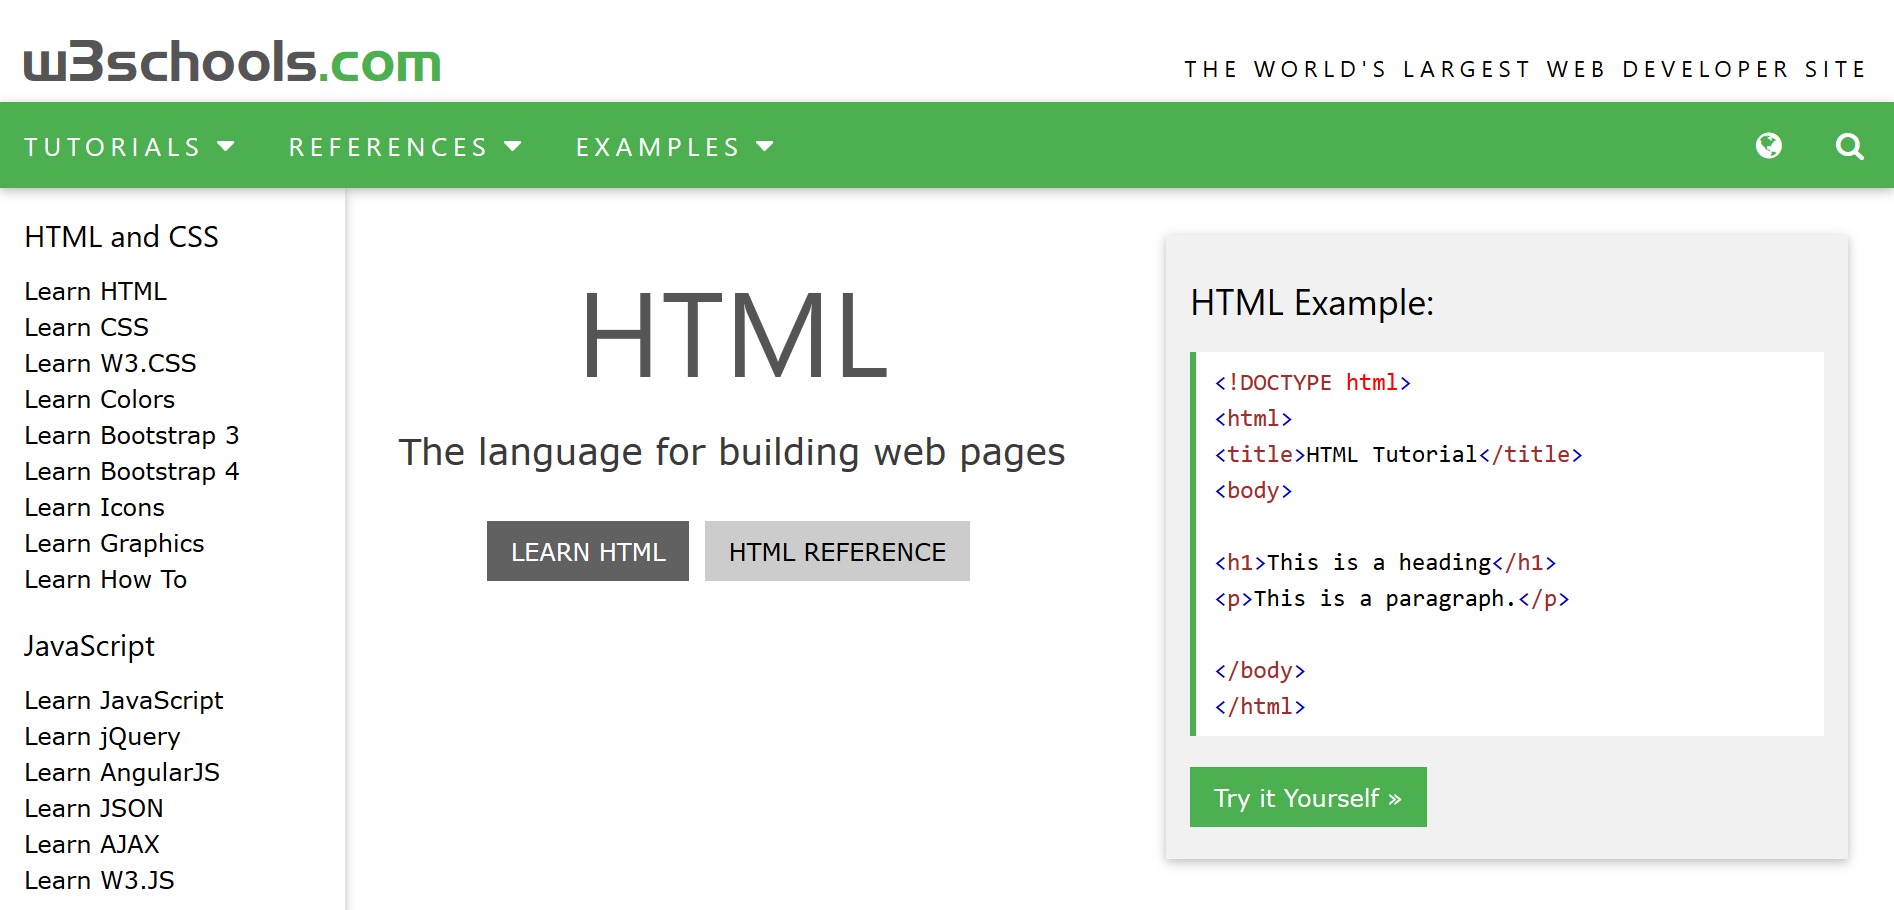 w3schools.com
THE WORLD'S LARGEST WEB DEVELOPER SITE
TUTORIALS
REFERENCES
EXAMPLES
HTML and CSS
Learn HTML
Learn CSS
Learn W3.CSS
Learn Colors
Learn Bootstrap 3
Learn Bootstrap 4
Learn Icons
Learn Graphics
Learn How To
JavaScript
Learn JavaScript
Learn jQuery
Learn AngularJS
Learn JSON
Learn AJAX
Learn W3.JS
HTML
The language for building web pages
LEARN HTML
HTML REFERENCE
HTML Example:
<!DOCTYPE html>
<html>
<title>HTML Tutorial</title>
<body>
<h1>This is a heading</h1>
<p>This is a paragraph.</p>
</body>
</html>
Try it Yourself »